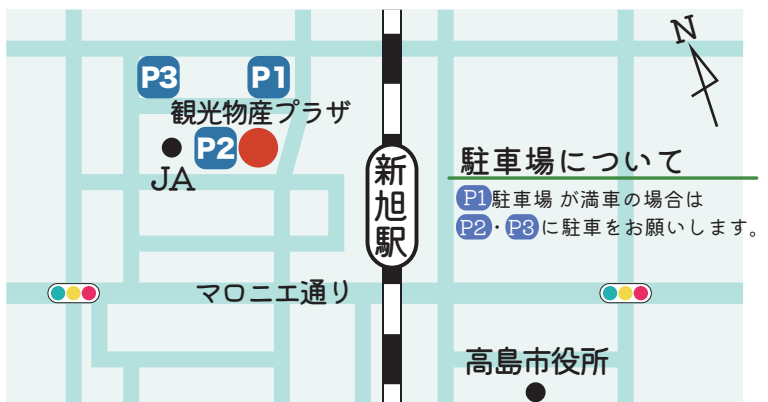 N
P3
P1
観光物産プラザ
P2
JA
新旭駅
駐車場について
P1駐車場 が満車の場合は
P2・P3に駐車をお願いします。
マロニエ通り
高島市役所